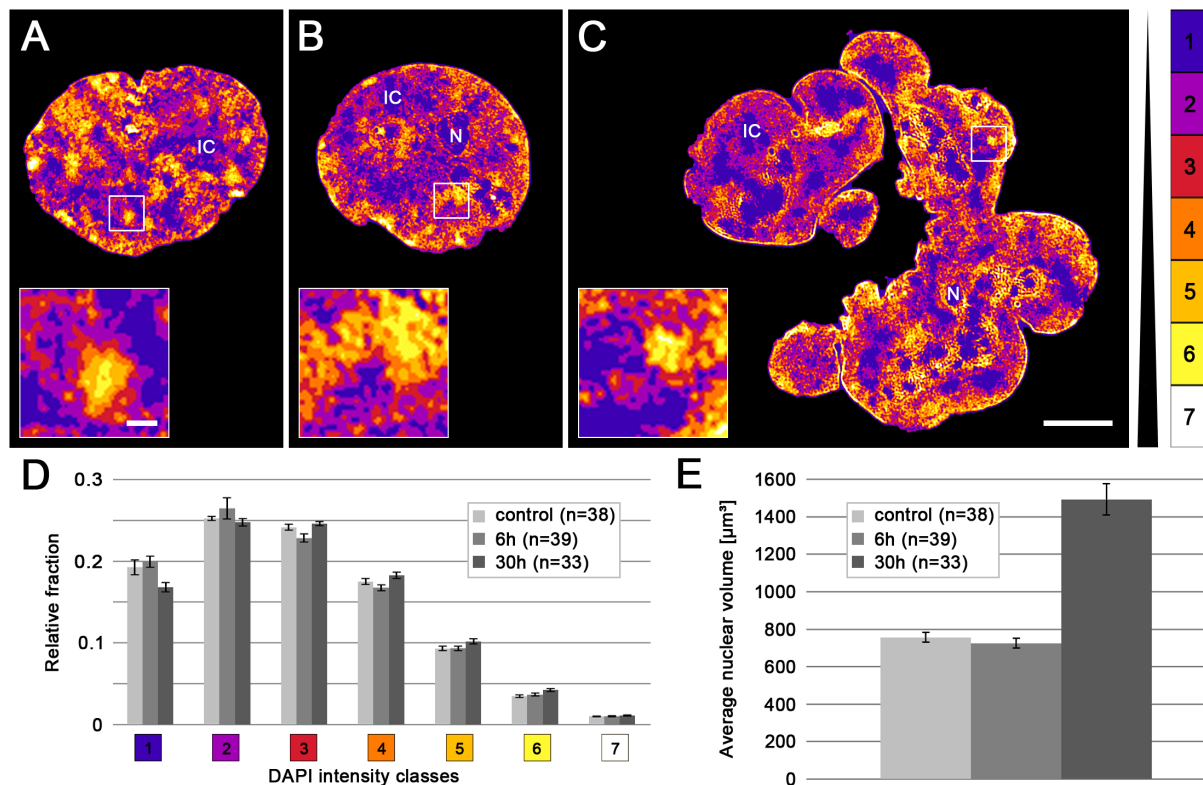 A
B
C
IC
IC
N
IC
N
1
2
3
4
5
6
7
D
0.3
0.2
0.1
0
Relative fraction
control (n=38)
6h (n=39)
30h (n=33)
1 2 3 4 5 6 7
DAPI intensity classes
E
1600
1400
1200
1000
800
600
400
200
0
Average nuclear volume [µm³]
control (n=38)
6h (n=39)
30h (n=33)